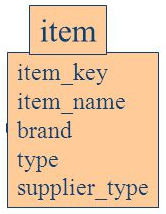 item
item_key
item_name
brand
type
supplier_type